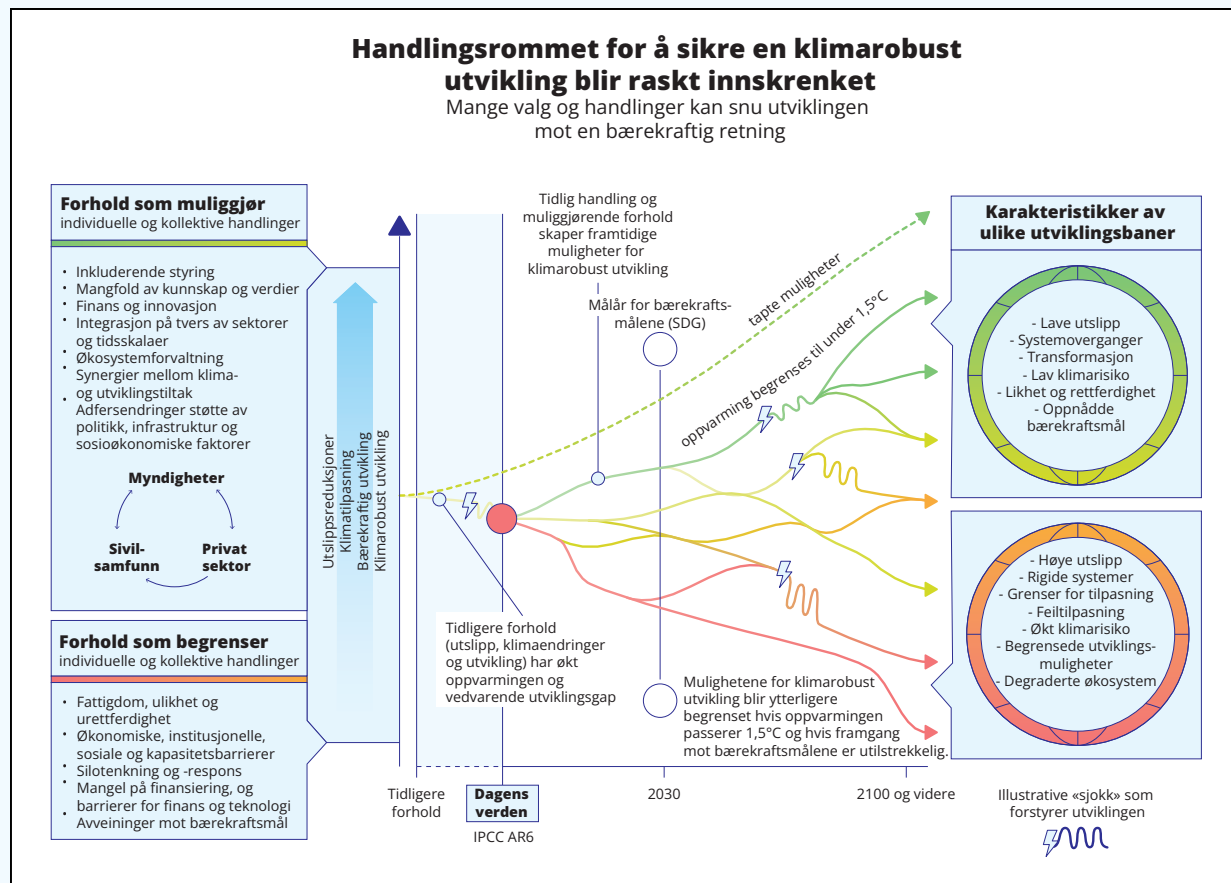 Handlingsrommet for å sikre en klimarobust
utvikling blir raskt innskrenket
Mange valg og handlinger kan snu utviklingen
mot en bærekraftig retning
Forhold som muliggjør
individuelle og kollektive handlinger
• Inkluderende styring
• Mangfold av kunnskap og verdier
• Finans og innovasjon
• Integrasjon på tvers av sektorer
og tidsskalaer
• Økosystemforvaltning
• Synergier mellom klima-
og utviklingstiltak
• Adfersendringer støtte av
politikk, infrastruktur og
sosioøkonomiske faktorer
Myndigheter
Sivil-
samfunn
Privat
sektor
Forhold som begrenser
individuelle og kollektive handlinger
• Fattigdom, ulikhet og
urettferdighet
• Økonomiske, institusjonelle,
sosiale og kapasitetsbarrierer
• Silotenkning og -respons
• Mangel på finansiering, og
barrierer for finans og teknologi
• Avveininger mot bærekraftsmål
Utslippsreduksjoner
Klimatilpasning
Bærekraftig utvikling
Klimarobust utvikling
Tidlig handling og
muliggjørende forhold
skaper framtidige
muligheter for
klimarobust utvikling
Målår for bærekrafts-
målene (SDG)
tapte muligheter
oppvarming begrenses til under 1,5°C
Tidligere forhold
(utslipp, klimaendringer
og utvikling) har økt
oppvarmingen og
vedvarende utviklingsgap
Mulighetene for klimarobust
utvikling blir ytterligere
begrenset hvis oppvarmingen
passerer 1,5°C og hvis framgang
mot bærekraftsmålene er utilstrekkelig.
Tidligere
forhold
Dagens
verden
IPCC AR6
2030
2100 og videre
Karakteristikker av
ulike utviklingsbaner
- Lave utslipp
- Systemoverganger
- Transformasjon
- Lav klimarisiko
- Likhet og rettferdighet
- Oppnådde
bærekraftsmål
- Høye utslipp
- Rigide systemer
- Grenser for tilpasning
- Feiltilpasning
- Økt klimarisiko
- Begrensede utviklings-
muligheter
- Degraderte økosystem
Illustrative «sjokk» som
forstyrer utviklingen